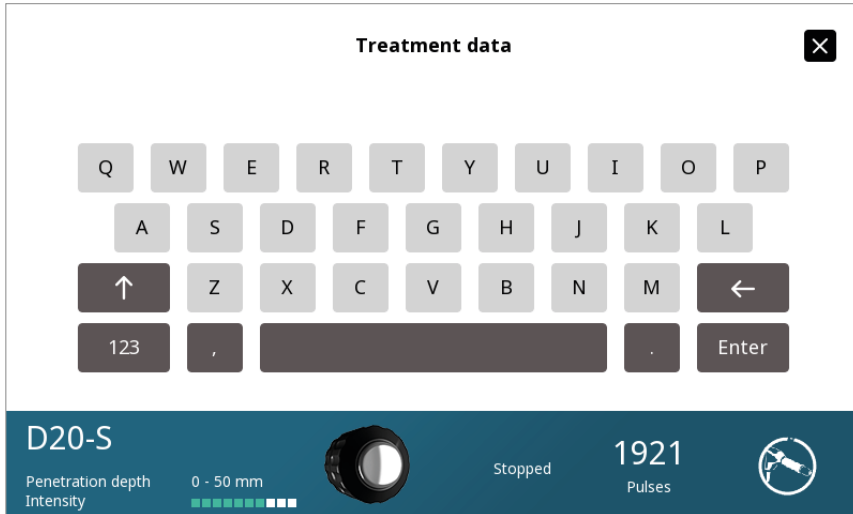 Treatment data
Q W E R T Y U I O P
A S D F G H J K L
↑ Z X C V B N M ←
123 , . Enter
D20-S
Penetration depth 0 - 50 mm
Intensity
Stopped
1921
Pulses